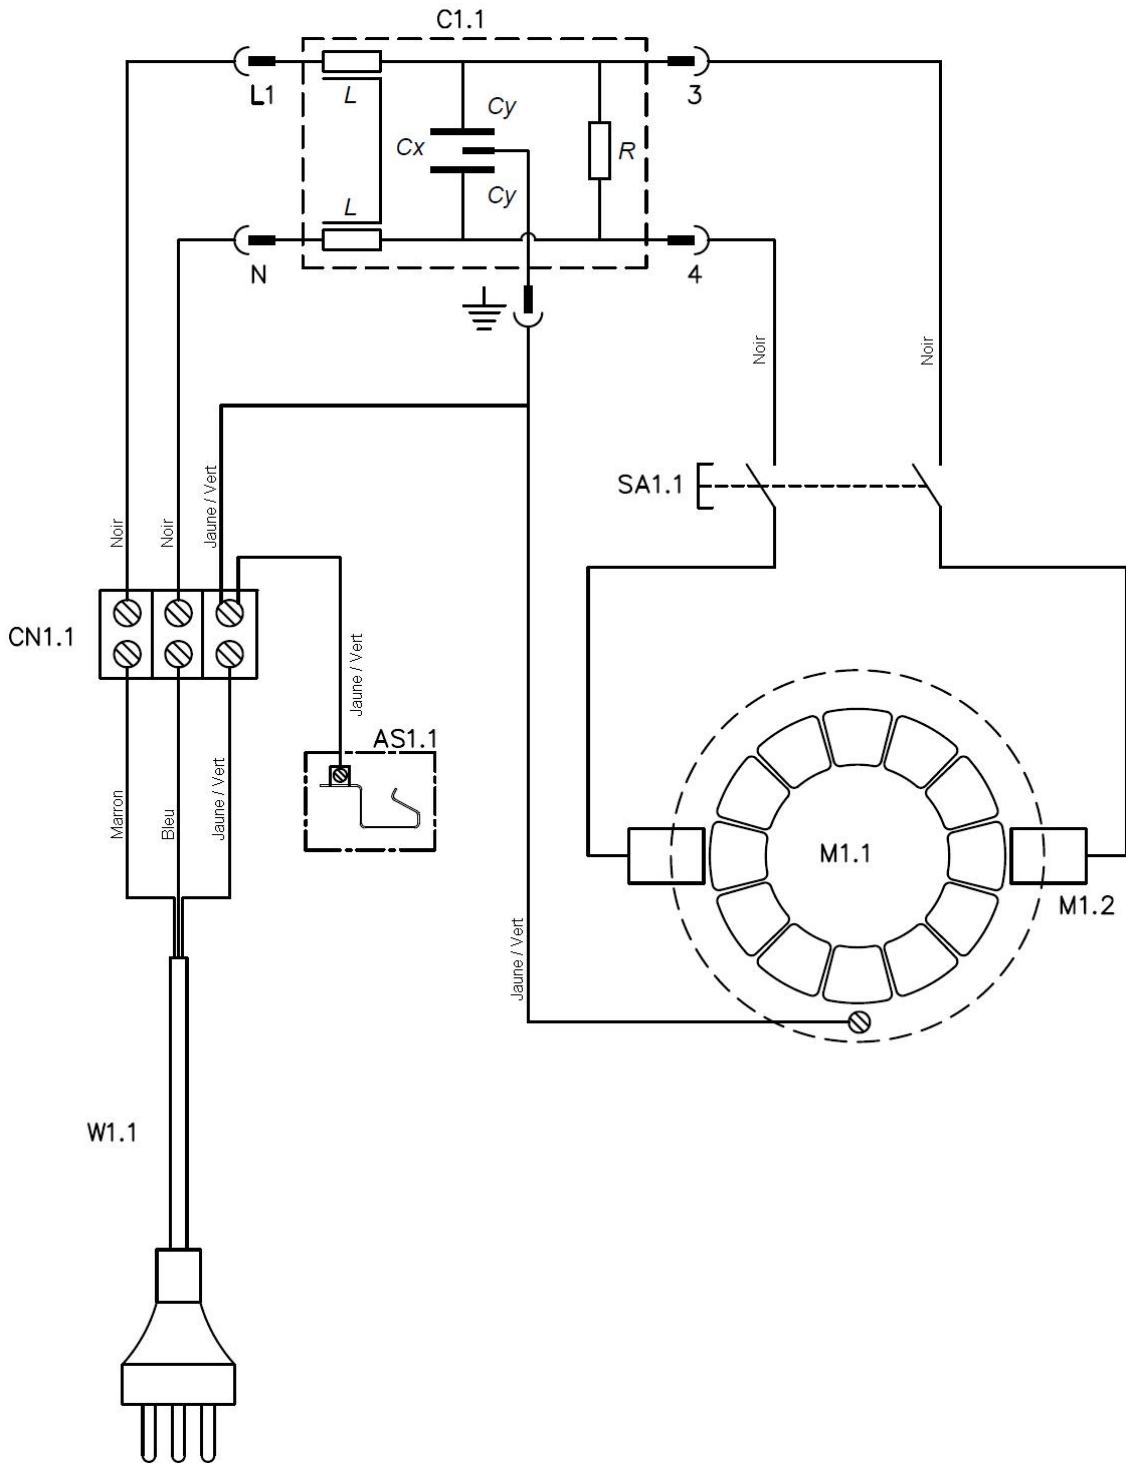 C1.1
L1
L
Cy
Cx
R
3
L
Cy
N
4
Noir
Noir
SA1.1
Noir
Noir
Jaune / Vert
CN1.1
Jaune / Vert
AS1.1
Marron
Bleu
Jaune / Vert
M1.1
M1.2
Jaune / Vert
W1.1